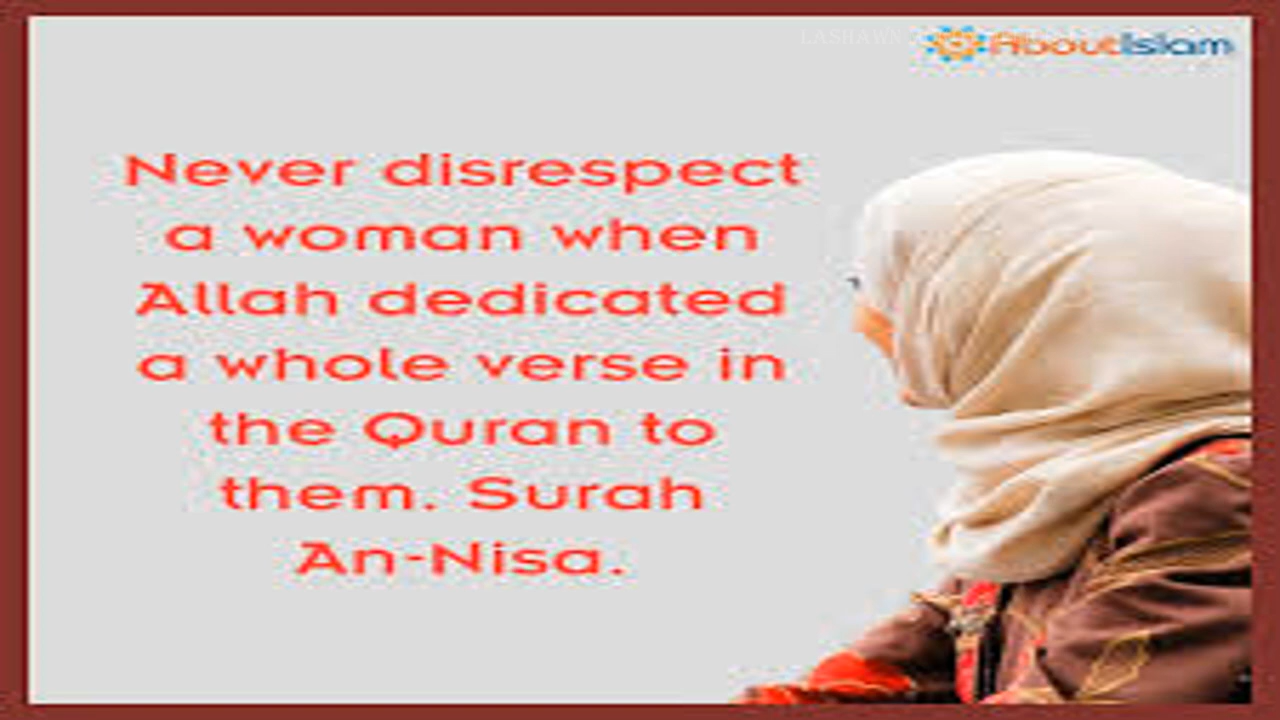 AboutIslam
Never disrespect
a woman when
Allah dedicated
a whole verse in
the Quran to
them. Surah
An-Nisa.